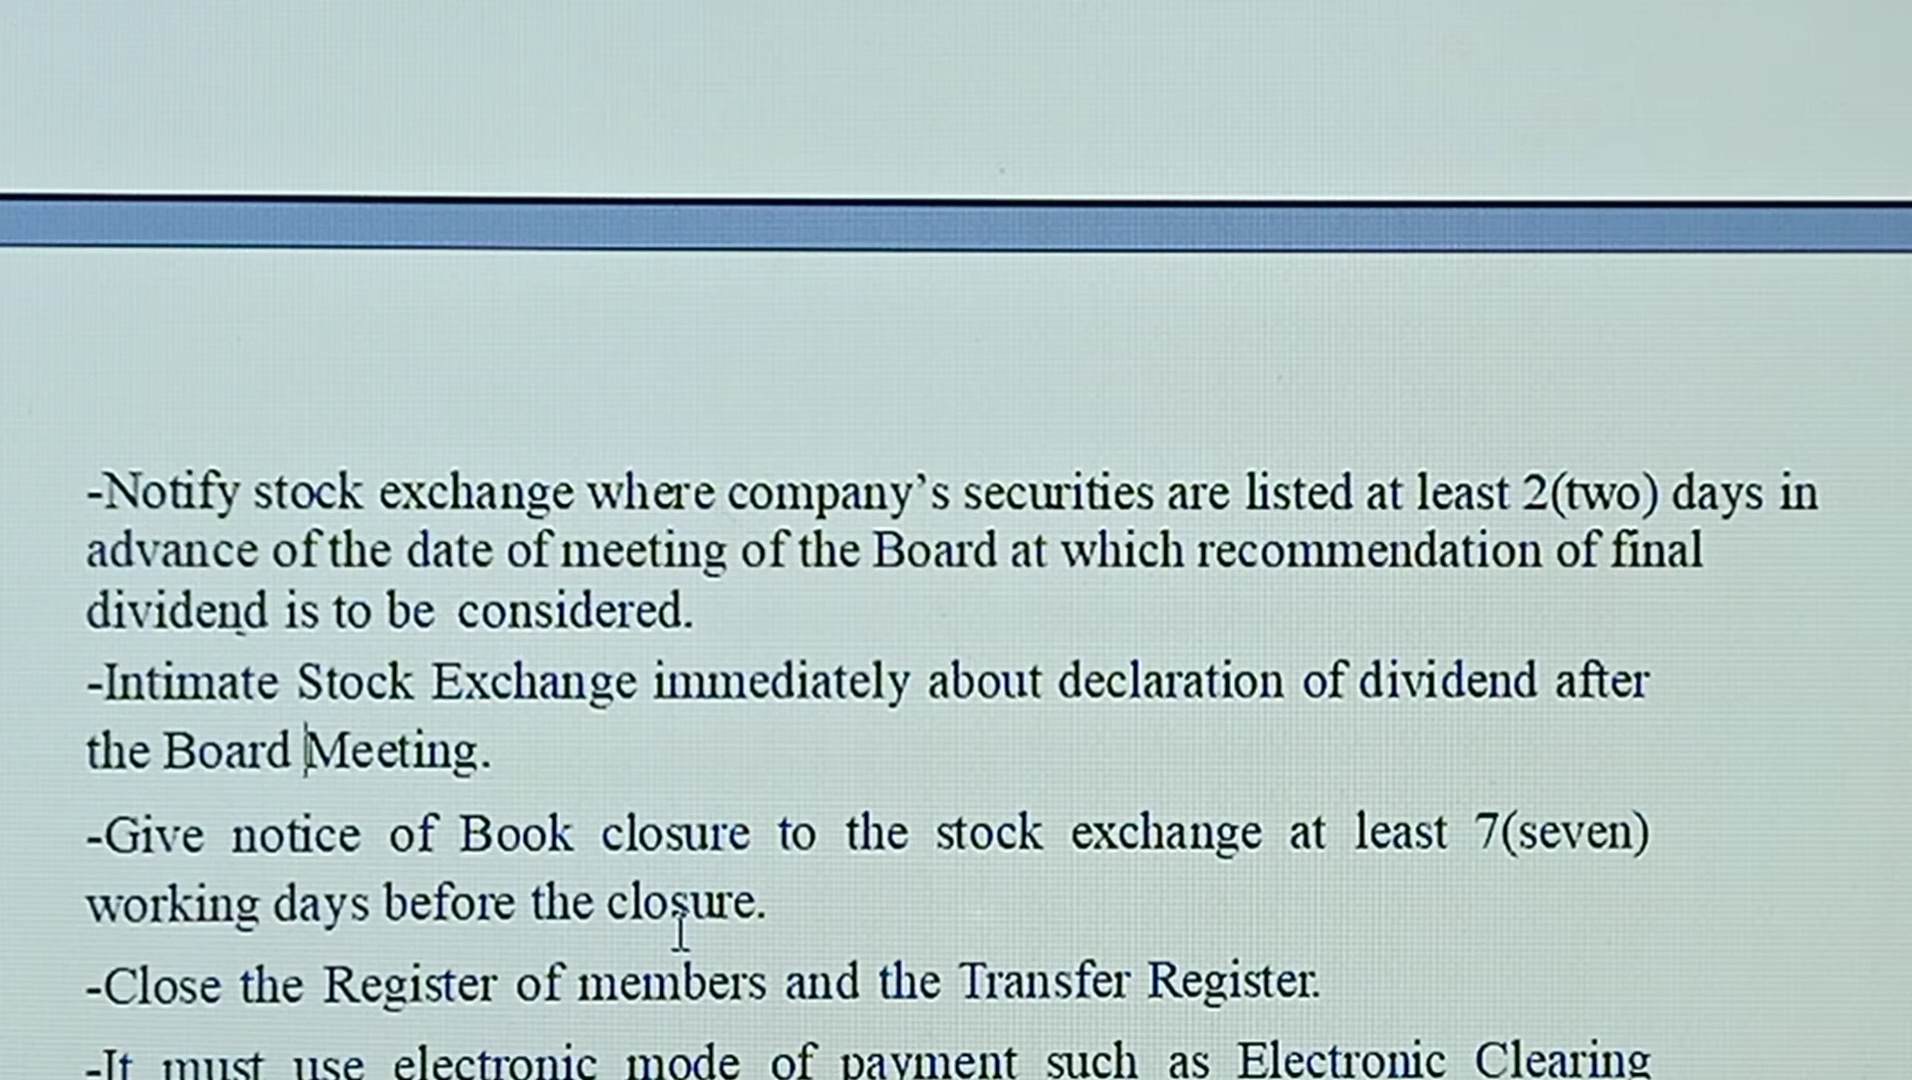 -Notify stock exchange where company’s securities are listed at least 2(two) days in
advance of the date of meeting of the Board at which recommendation of final
dividend is to be considered.
-Intimate Stock Exchange immediately about declaration of dividend after
the Board Meeting.
-Give notice of Book closure to the stock exchange at least 7(seven)
working days before the closure.
-Close the Register of members and the Transfer Register.
-It must use electronic mode of payment such as Electronic Clearing